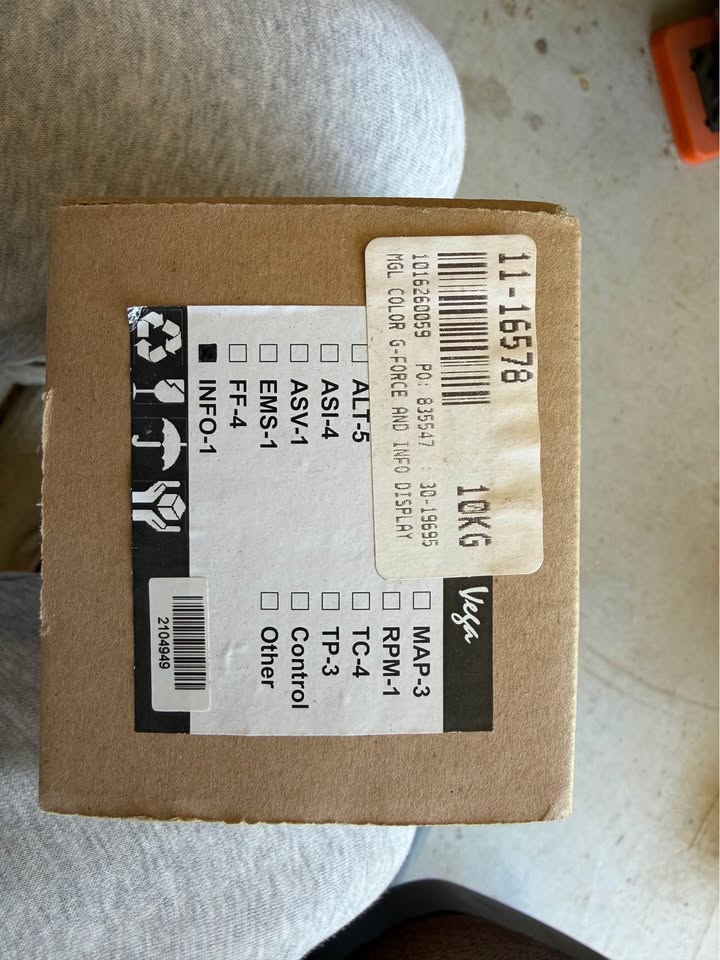 11-16578
10KG
1016260059 PO: 835547 : 30-19695
MGL COLOR G-FORCE AND INFO DISPLAY
Vega
ALT-5
ASI-4
ASV-1
EMS-1
FF-4
INFO-1
MAP-3
RPM-1
TC-4
TP-3
Control
Other
2104949